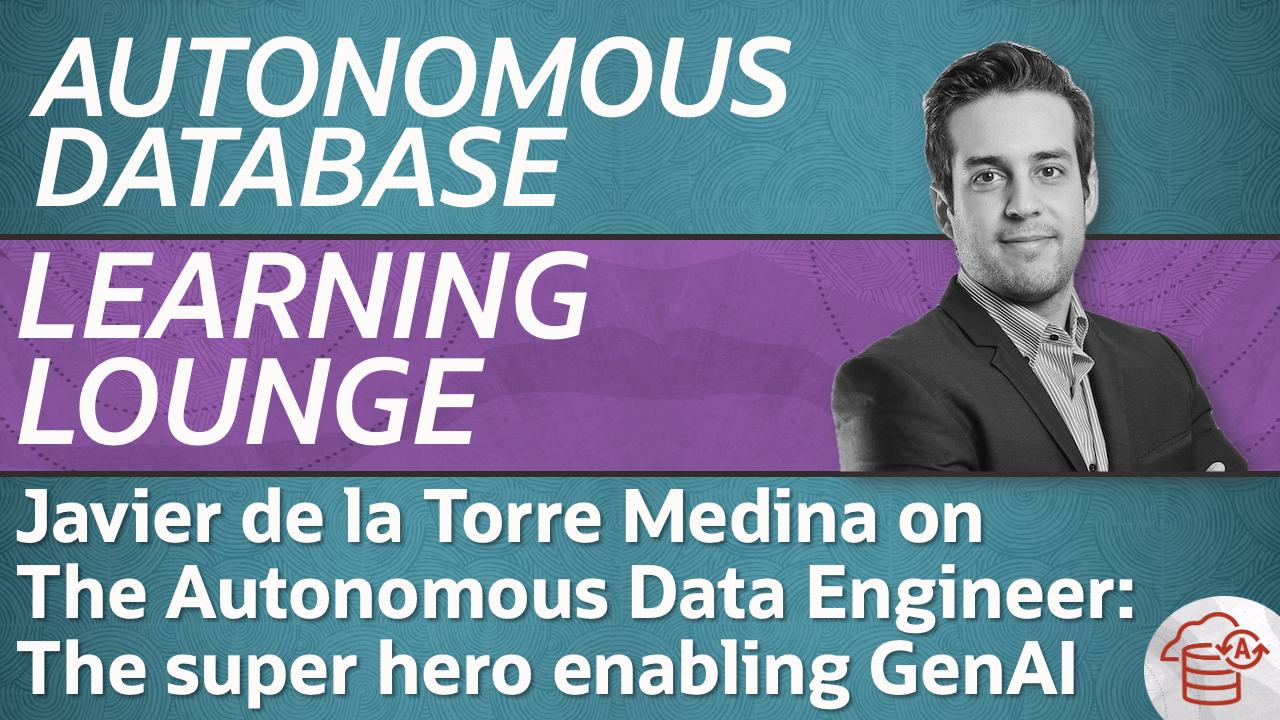 AUTONOMOUS
DATABASE
LEARNING
LOUNGE
Javier de la Torre Medina on
The Autonomous Data Engineer:
The super hero enabling GenAI
A